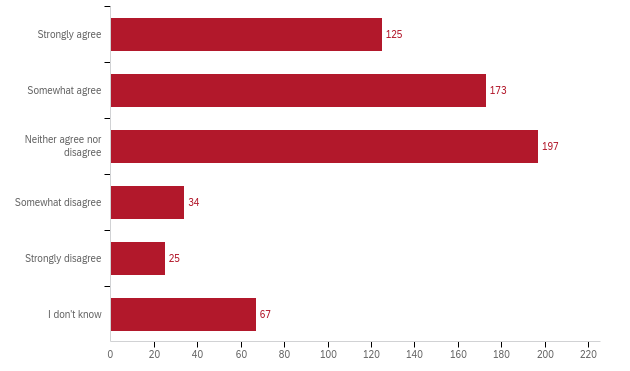 Strongly agree
125
Somewhat agree
173
Neither agree nor
disagree
197
Somewhat disagree
34
Strongly disagree
25
I don't know
67
0 20 40 60 80 100 120 140 160 180 200 220